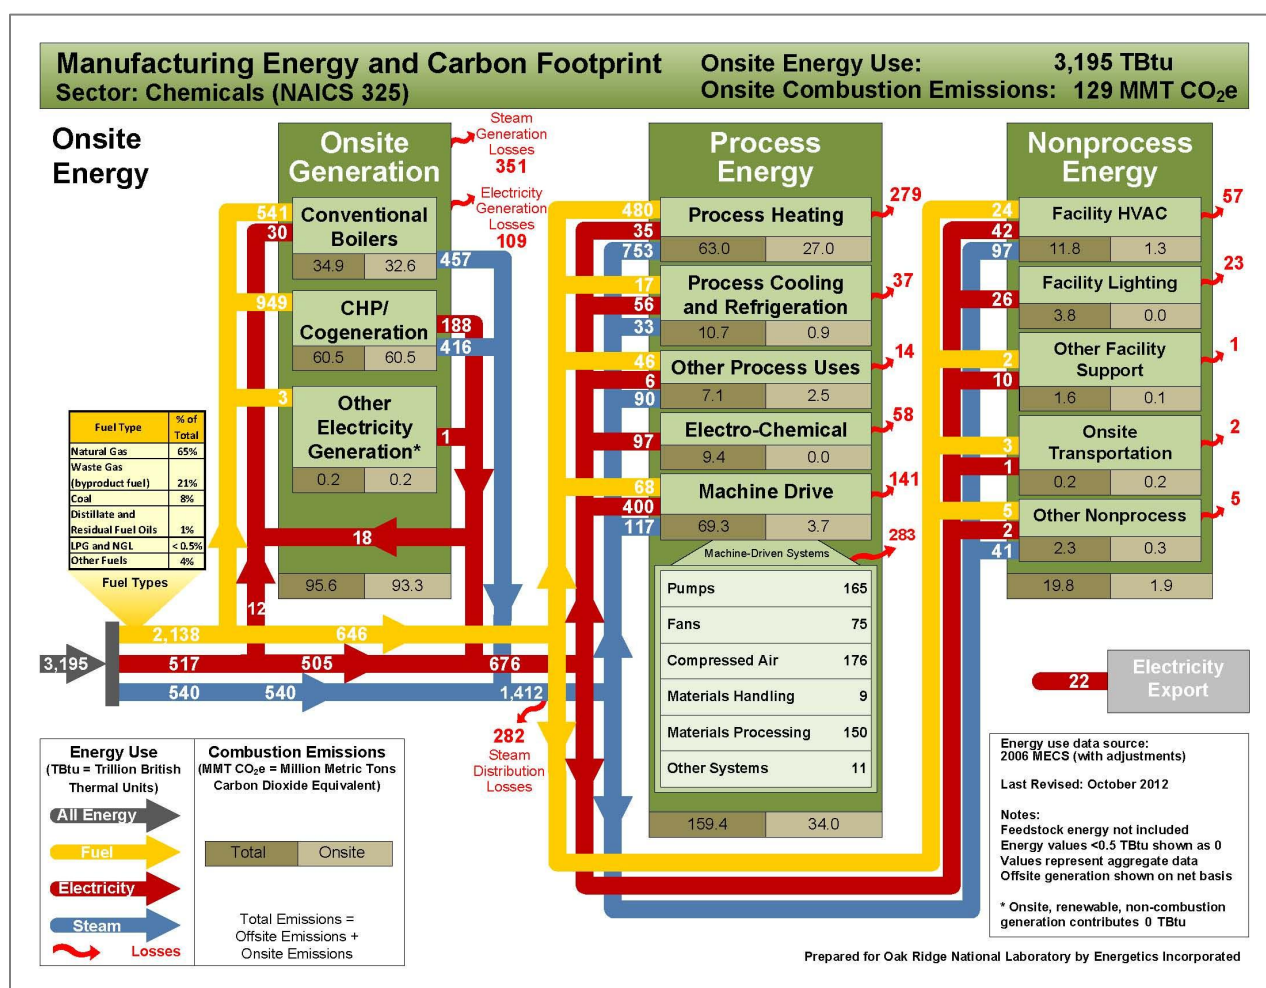 Manufacturing Energy and Carbon Footprint
Sector: Chemicals (NAICS 325)
Onsite Energy Use: 3,195 TBtu
Onsite Combustion Emissions: 129 MMT CO₂e
Onsite
Energy
Onsite
Generation
Steam
Generation
Losses
351
Electricity
Generation
Losses
109
541
30
Conventional
Boilers
34.9 32.6
457
949
CHP/
Cogeneration
60.5 60.5
188
416
3
Other
Electricity
Generation*
0.2 0.2
1
18
95.6 93.3
12
Fuel Type % of Total
Natural Gas 65%
Waste Gas
(byproduct fuel) 21%
Coal 8%
Distillate and
Residual Fuel Oils 1%
LPG and NGL < 0.5%
Other Fuels 4%
Fuel Types
3,195
2,138 646
517 505 676
540 540 1,412
282
Steam
Distribution
Losses
Process
Energy
480
35
753
Process Heating
63.0 27.0
279
17
56
33
Process Cooling
and Refrigeration
10.7 0.9
37
46
6
90
Other Process Uses
7.1 2.5
14
97
Electro-Chemical
9.4 0.0
58
68
400
117
Machine Drive
69.3 3.7
141
Machine-Driven Systems
283
Pumps 165
Fans 75
Compressed Air 176
Materials Handling 9
Materials Processing 150
Other Systems 11
159.4 34.0
Nonprocess
Energy
24
42
97
Facility HVAC
11.8 1.3
57
26
Facility Lighting
3.8 0.0
23
2
10
Other Facility
Support
1.6 0.1
1
3
1
Onsite
Transportation
0.2 0.2
2
5
2
41
Other Nonprocess
2.3 0.3
5
19.8 1.9
22
Electricity
Export
Energy Use
(TBtu = Trillion British
Thermal Units)
All Energy
Fuel
Electricity
Steam
Losses
Combustion Emissions
(MMT CO₂e = Million Metric Tons
Carbon Dioxide Equivalent)
Total Onsite
Total Emissions =
Offsite Emissions +
Onsite Emissions
Energy use data source:
2006 MECS (with adjustments)
Last Revised: October 2012
Notes:
Feedstock energy not included
Energy values <0.5 TBtu shown as 0
Values represent aggregate data
Offsite generation shown on net basis
* Onsite, renewable, non-combustion
generation contributes 0 TBtu
Prepared for Oak Ridge National Laboratory by Energetics Incorporated